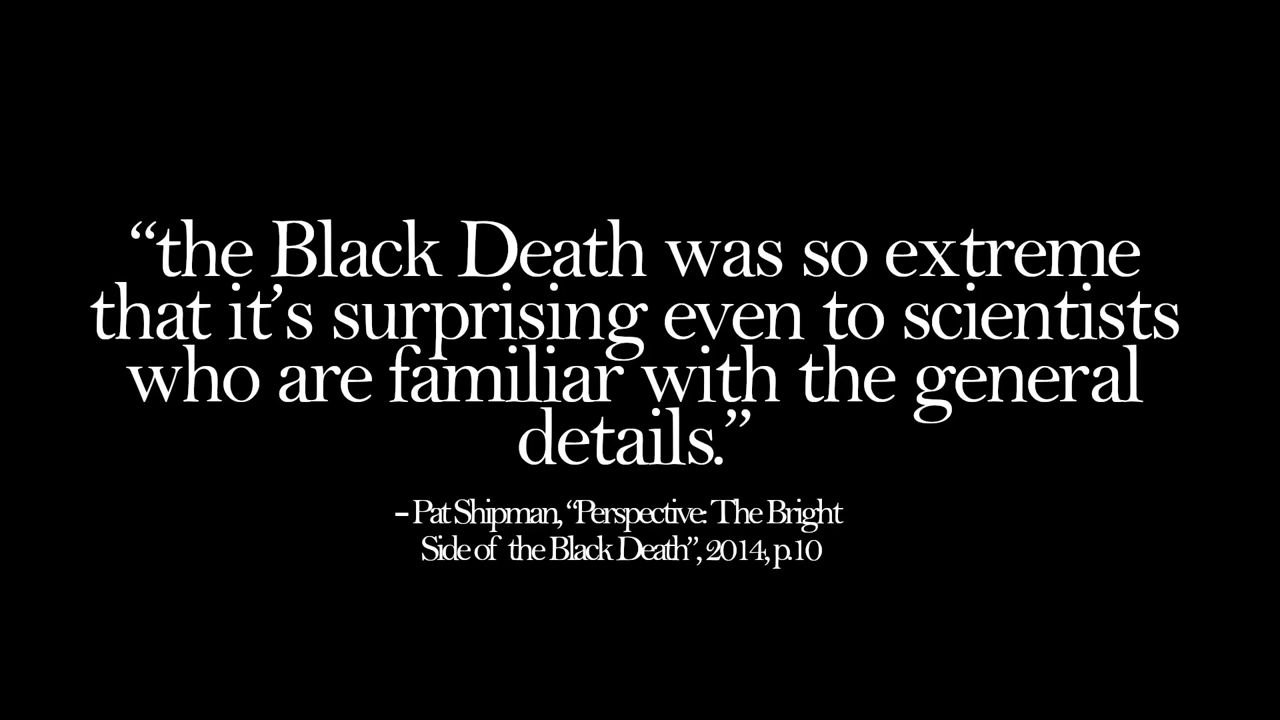 “the Black Death was so extreme
that it’s surprising even to scientists
who are familiar with the general
details.”
– Pat Shipman, “Perspective: The Bright
Side of the Black Death”, 2014, p.10